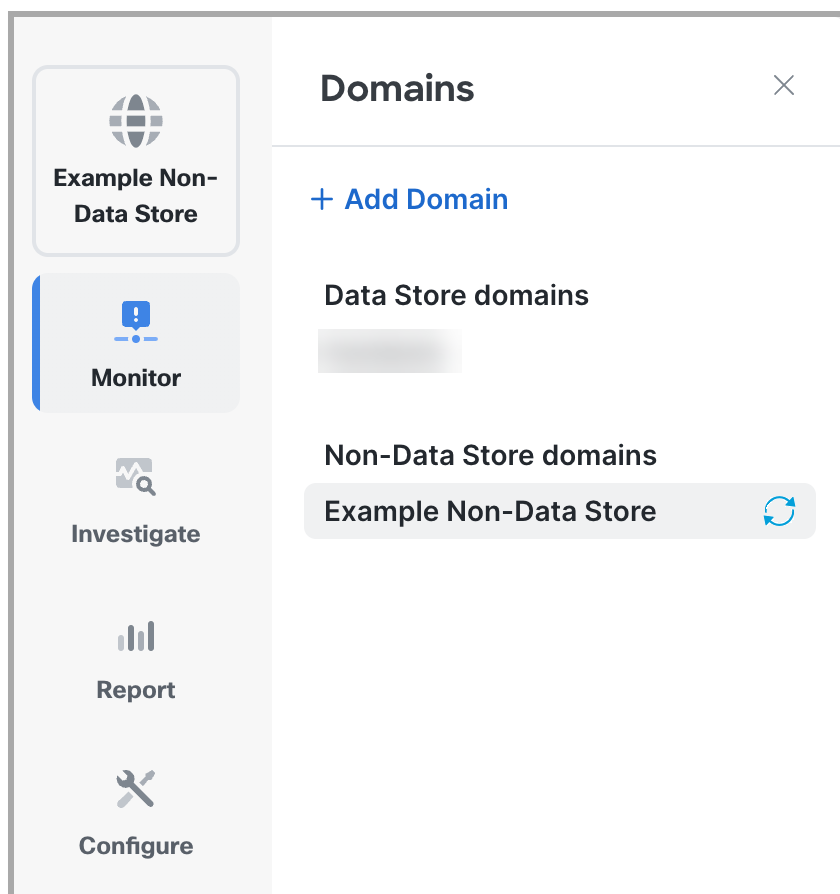 Example Non-
Data Store
Monitor
Investigate
Report
Configure
Domains
+ Add Domain
Data Store domains
Non-Data Store domains
Example Non-Data Store